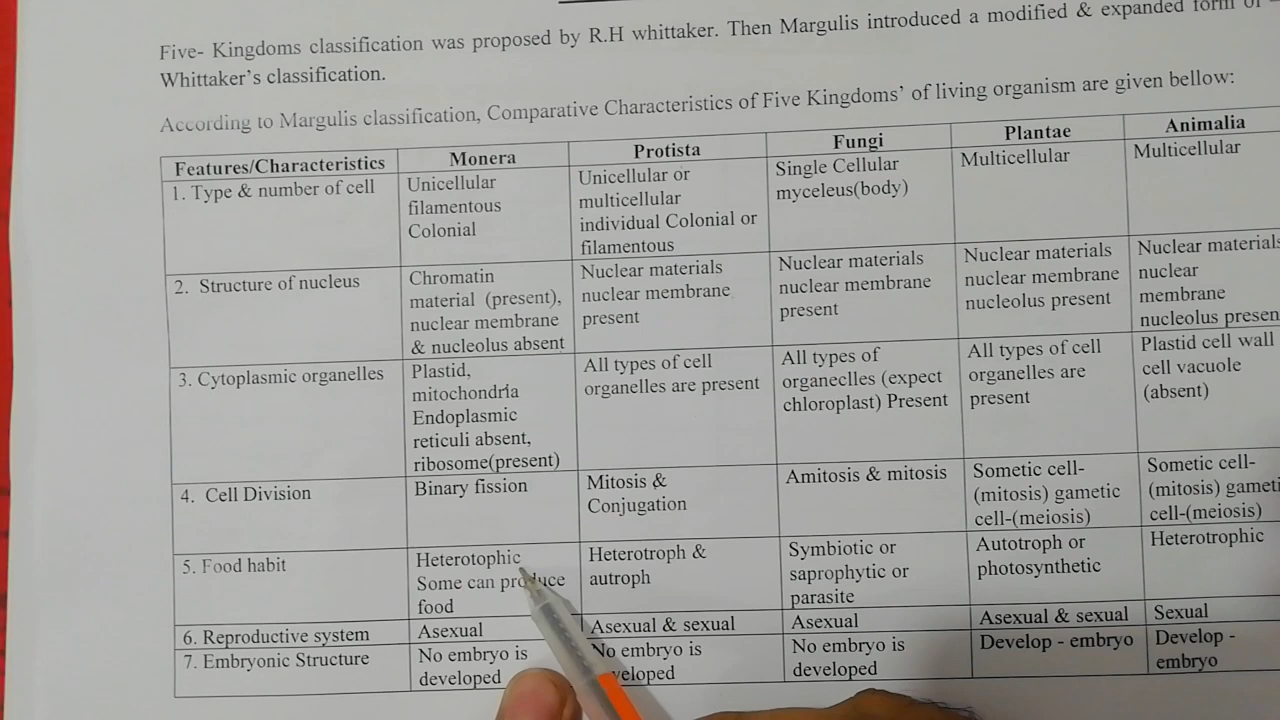 Five- Kingdoms classification was proposed by R.H whittaker. Then Margulis introduced a modified & expanded form of
Whittaker's classification.
According to Margulis classification, Comparative Characteristics of Five Kingdoms' of living organism are given bellow:
Features/Characteristics Monera Protista Fungi Plantae Animalia
1. Type & number of cell
Unicellular
filamentous
Colonial
Unicellular or
multicellular
individual Colonial or
filamentous
Single Cellular
myceleus(body)
Multicellular
Multicellular
2. Structure of nucleus
Chromatin
material (present),
nuclear membrane
& nucleolus absent
Nuclear materials
nuclear membrane
present
Nuclear materials
nuclear membrane
present
Nuclear materials
nuclear membrane
nucleolus present
Nuclear materials
nuclear
membrane
nucleolus presen
3. Cytoplasmic organelles
Plastid,
mitochondria
Endoplasmic
reticuli absent,
ribosome(present)
All types of cell
organelles are present
All types of
organeclles (expect
chloroplast) Present
All types of cell
organelles are
present
Plastid cell wall
cell vacuole
(absent)
4. Cell Division
Binary fission
Mitosis &
Conjugation
Amitosis & mitosis
Sometic cell-
(mitosis) gametic
cell-(meiosis)
Sometic cell-
(mitosis) gameti
cell-(meiosis)
5. Food habit
Heterotophic
Some can produce
food
Heterotroph &
autroph
Symbiotic or
saprophytic or
parasite
Autotroph or
photosynthetic
Heterotrophic
6. Reproductive system
Asexual
Asexual & sexual
Asexual
Asexual & sexual
Sexual
7. Embryonic Structure
No embryo is
developed
No embryo is
veloped
No embryo is
developed
Develop - embryo
Develop -
embryo